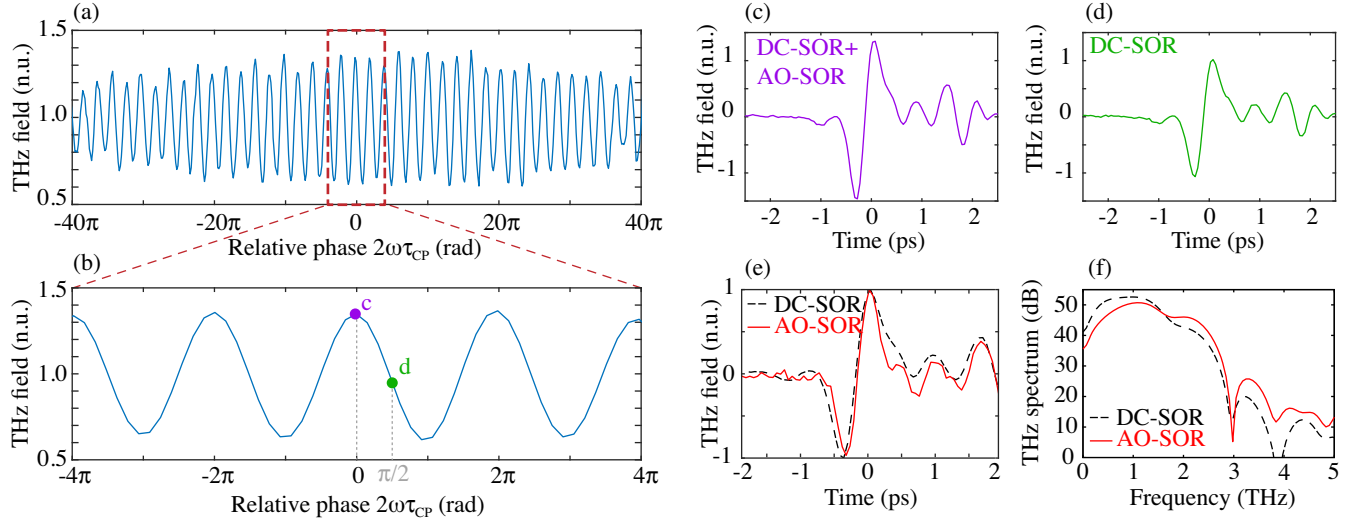 (a)
1.5
1.0
0.5
THz field (n.u.)
-40π
-20π
0
20π
40π
Relative phase 2ωτCP (rad)
(b)
1.5
1.0
0.5
THz field (n.u.)
c
d
π/2
-4π
-2π
0
2π
4π
Relative phase 2ωτCP (rad)
(c)
DC-SOR+
AO-SOR
THz field (n.u.)
1
0
-1
-2
-1
0
1
2
Time (ps)
(d)
DC-SOR
THz field (n.u.)
1
0
-1
-2
-1
0
1
2
Time (ps)
(e)
DC-SOR
AO-SOR
THz field (n.u.)
1
0
-1
-2
-1
0
1
2
Time (ps)
(f)
THz spectrum (dB)
50
40
30
20
10
0
DC-SOR
AO-SOR
0
1
2
3
4
5
Frequency (THz)